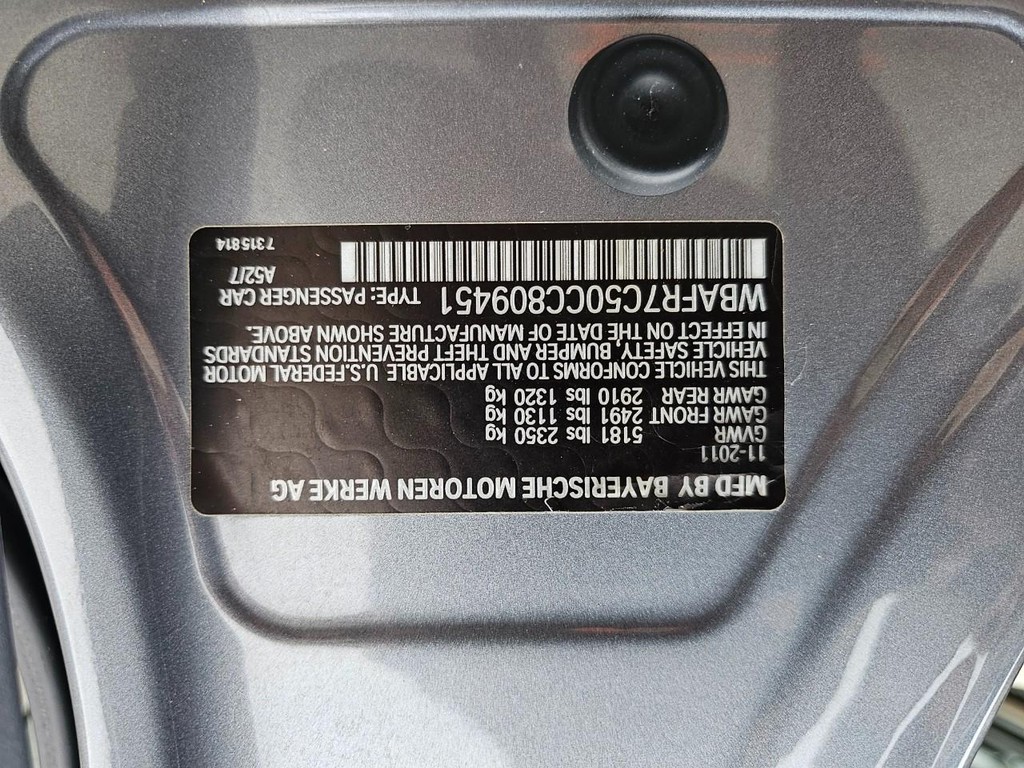 MFD BY BAYERISCHE MOTOREN WERKE AG
11-2011
GVWR 5181 lbs 2350 kg
GAWR FRONT 2491 lbs 1130 kg
GAWR REAR 2910 lbs 1320 kg
THIS VEHICLE CONFORMS TO ALL APPLICABLE U.S.FEDERAL MOTOR
VEHICLE SAFETY, BUMPER AND THEFT PREVENTION STANDARDS
IN EFFECT ON THE DATE OF MANUFACTURE SHOWN ABOVE.
WBAFR7C50CC809451 TYPE: PASSENGER CAR
A52/7
7315814